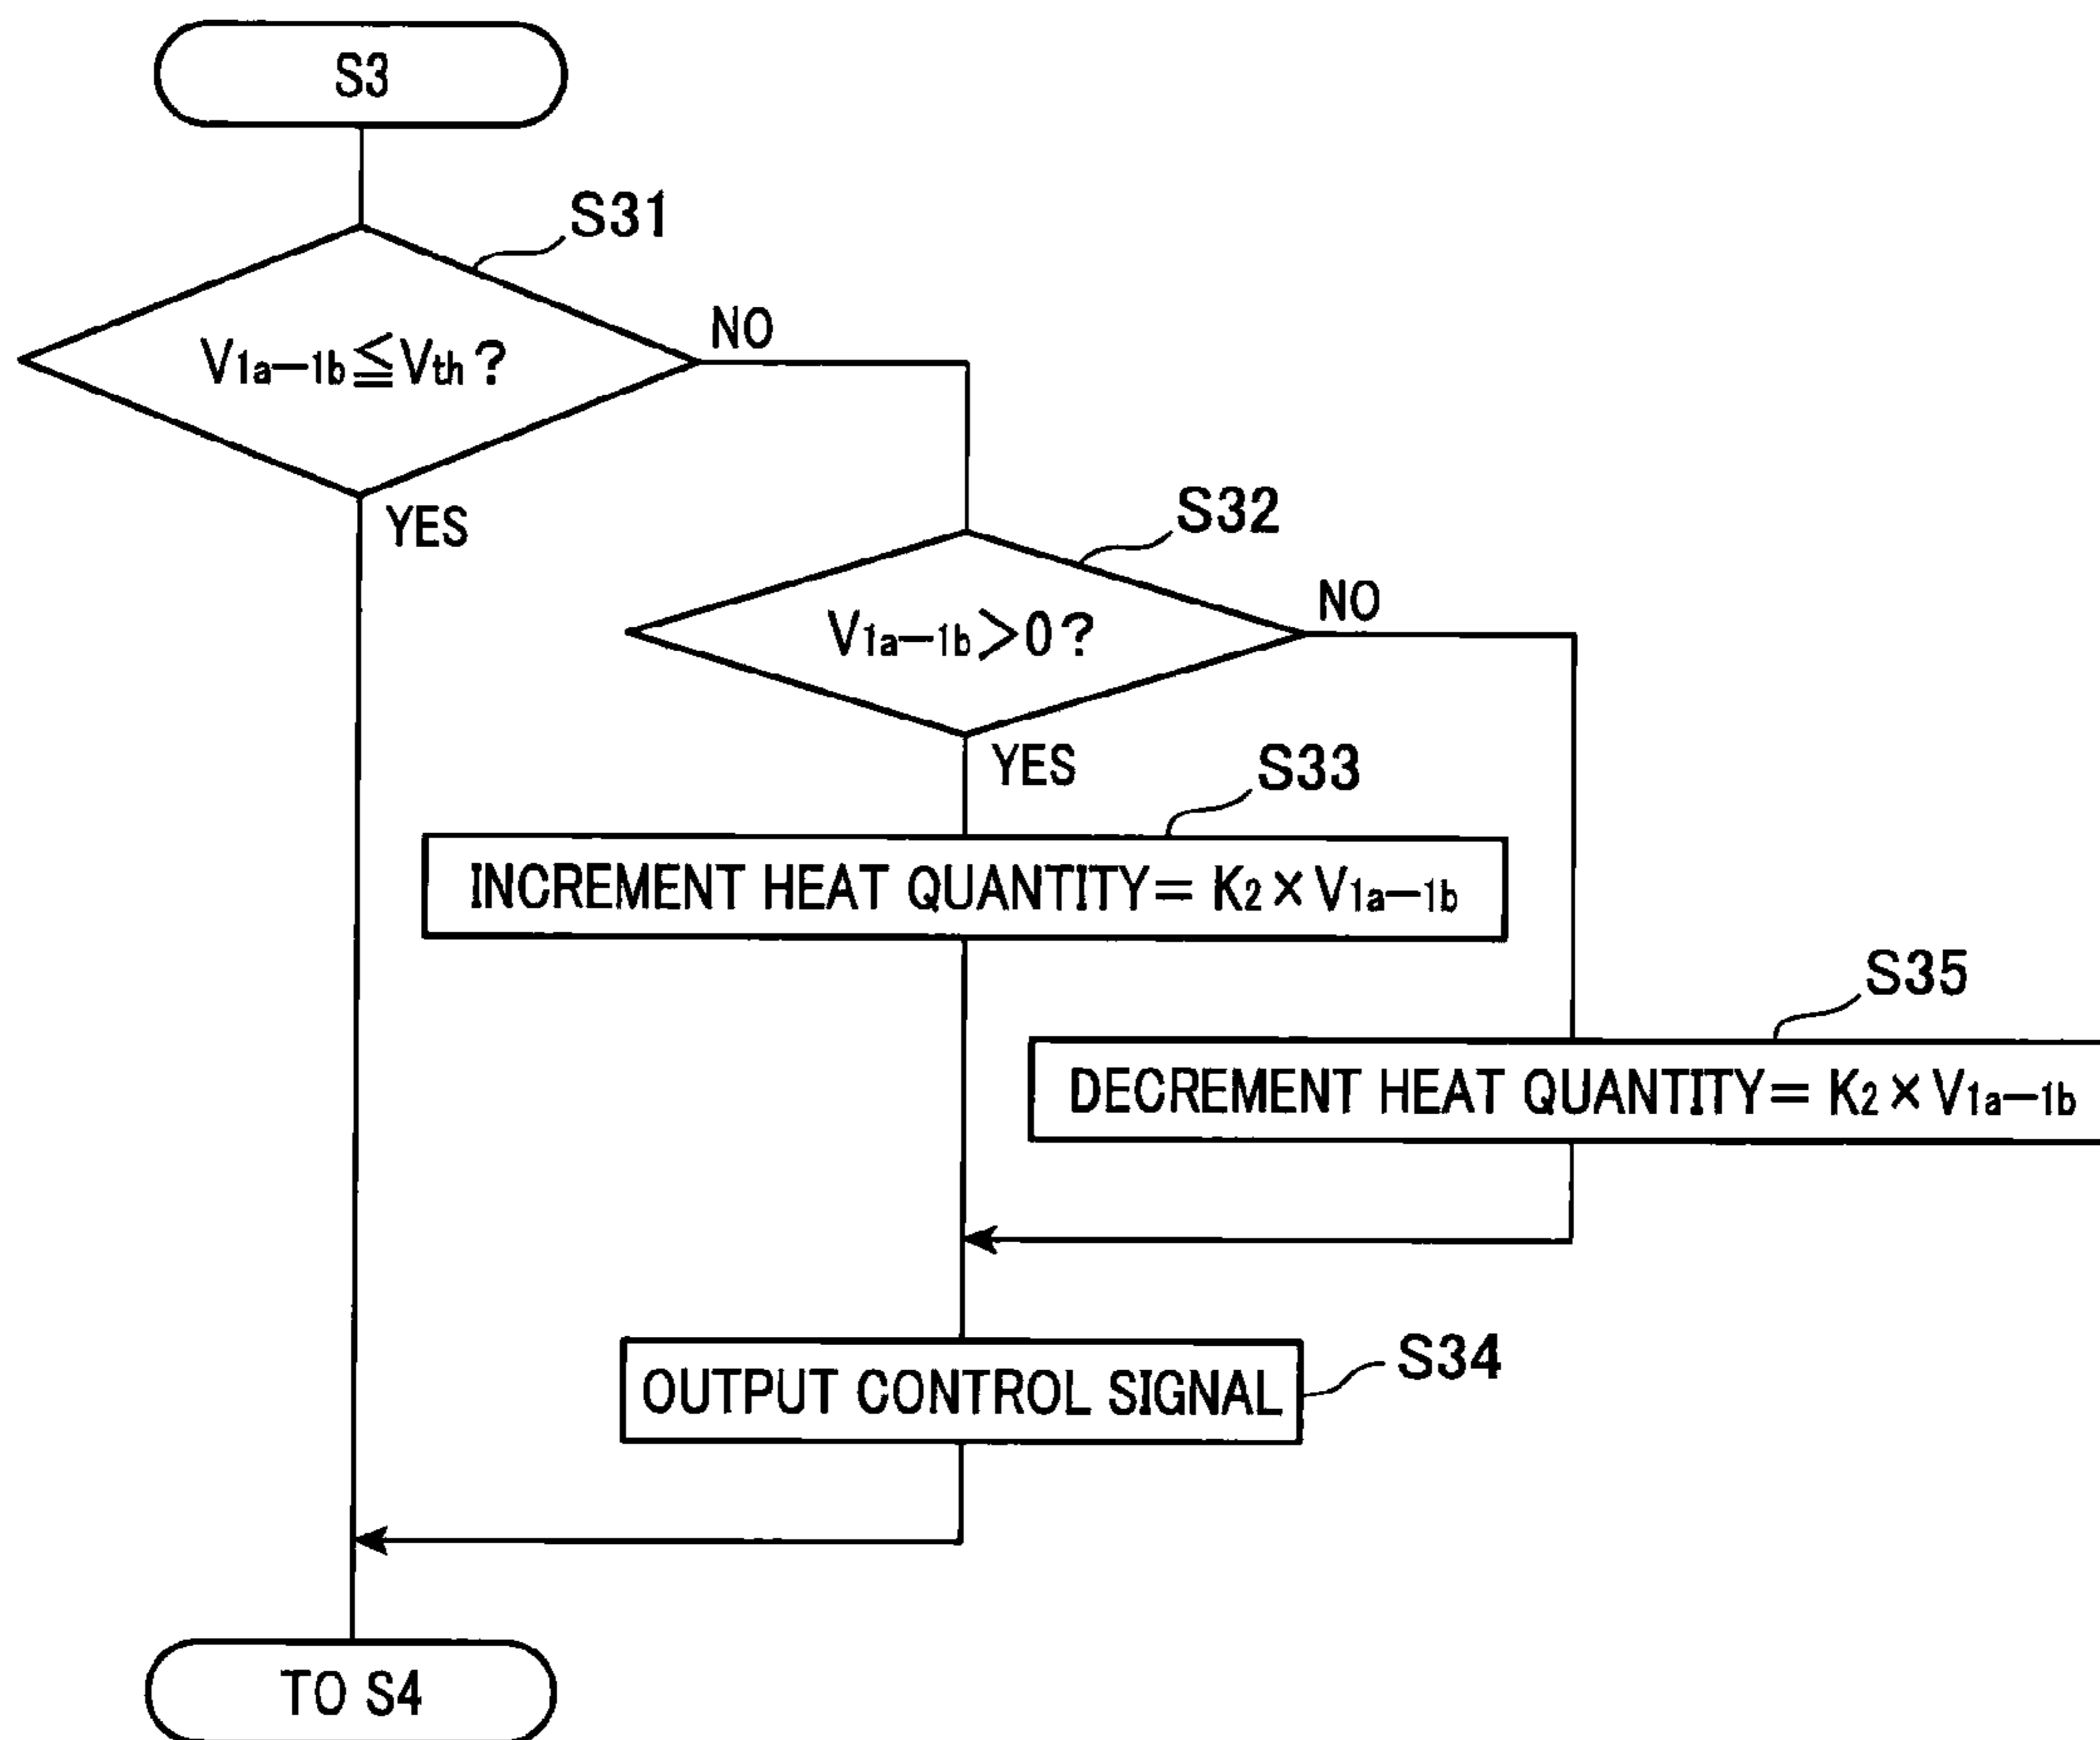 S3
S31
V1a−1b≦Vth?
NO
YES
S32
V1a−1b>0?
NO
YES
S33
INCREMENT HEAT QUANTITY= K2×V1a−1b
S35
DECREMENT HEAT QUANTITY= K2×V1a−1b
S34
OUTPUT CONTROL SIGNAL
TO S4